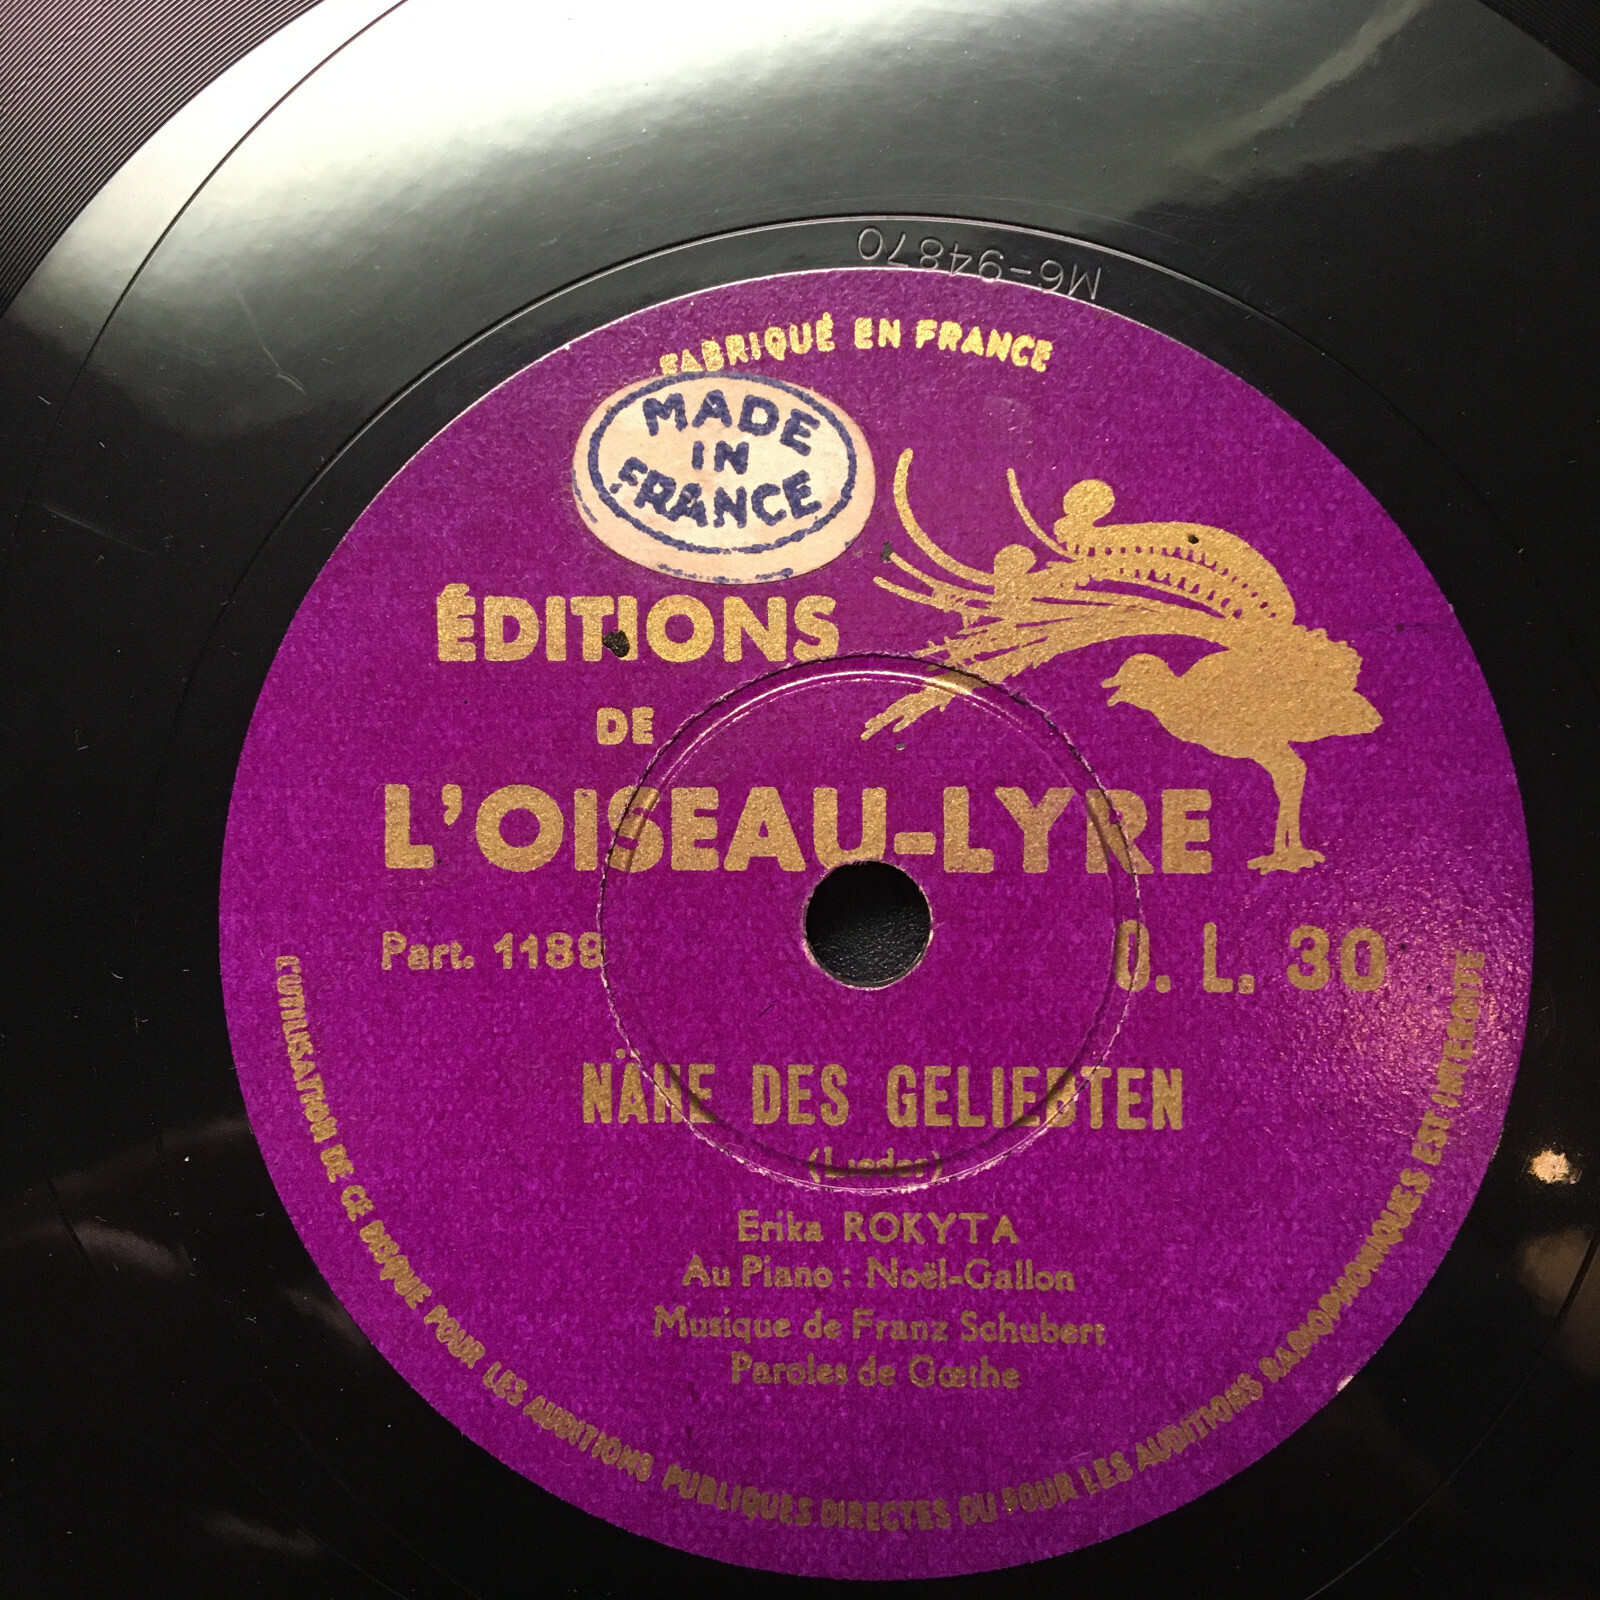 M6-94870
FABRIQUÉ EN FRANCE
MADE
IN
FRANCE
ÉDITIONS
DE
L'OISEAU-LYRE
Part. 1189
O. L. 30
NÄHE DES GELIEBTEN
(Lieder)
Erika ROKYTA
Au Piano : Noël-Gallon
Musique de Franz Schubert
Paroles de Gœthe
L'UTILISATION DE CE DISQUE POUR LES AUDITIONS PUBLIQUES DIRECTES OU POUR LES AUDITIONS RADIOPHONIQUES EST INTERDITE